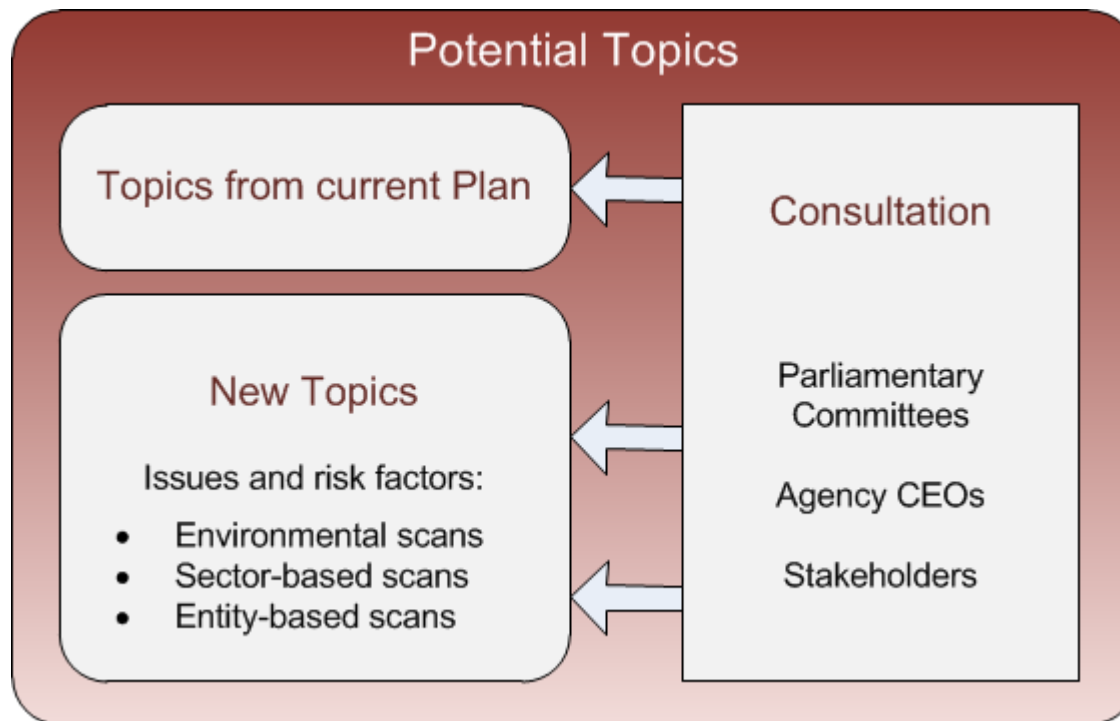 Potential Topics
Topics from current Plan
New Topics
Issues and risk factors:
• Environmental scans
• Sector-based scans
• Entity-based scans
Consultation
Parliamentary
Committees
Agency CEOs
Stakeholders